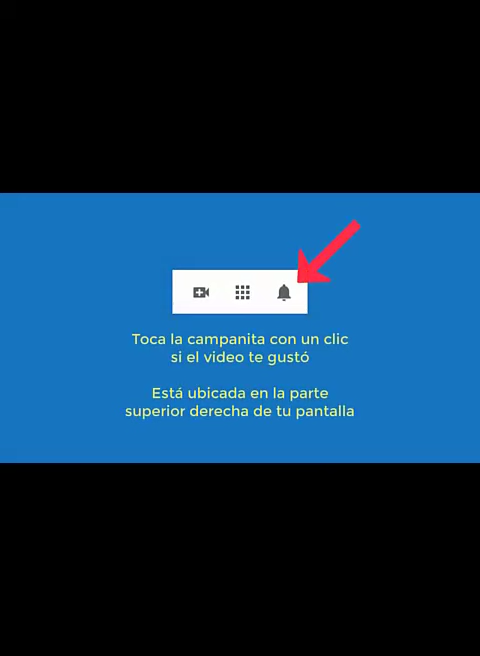 Toca la campanita con un clic
si el video te gustó
Está ubicada en la parte
superior derecha de tu pantalla